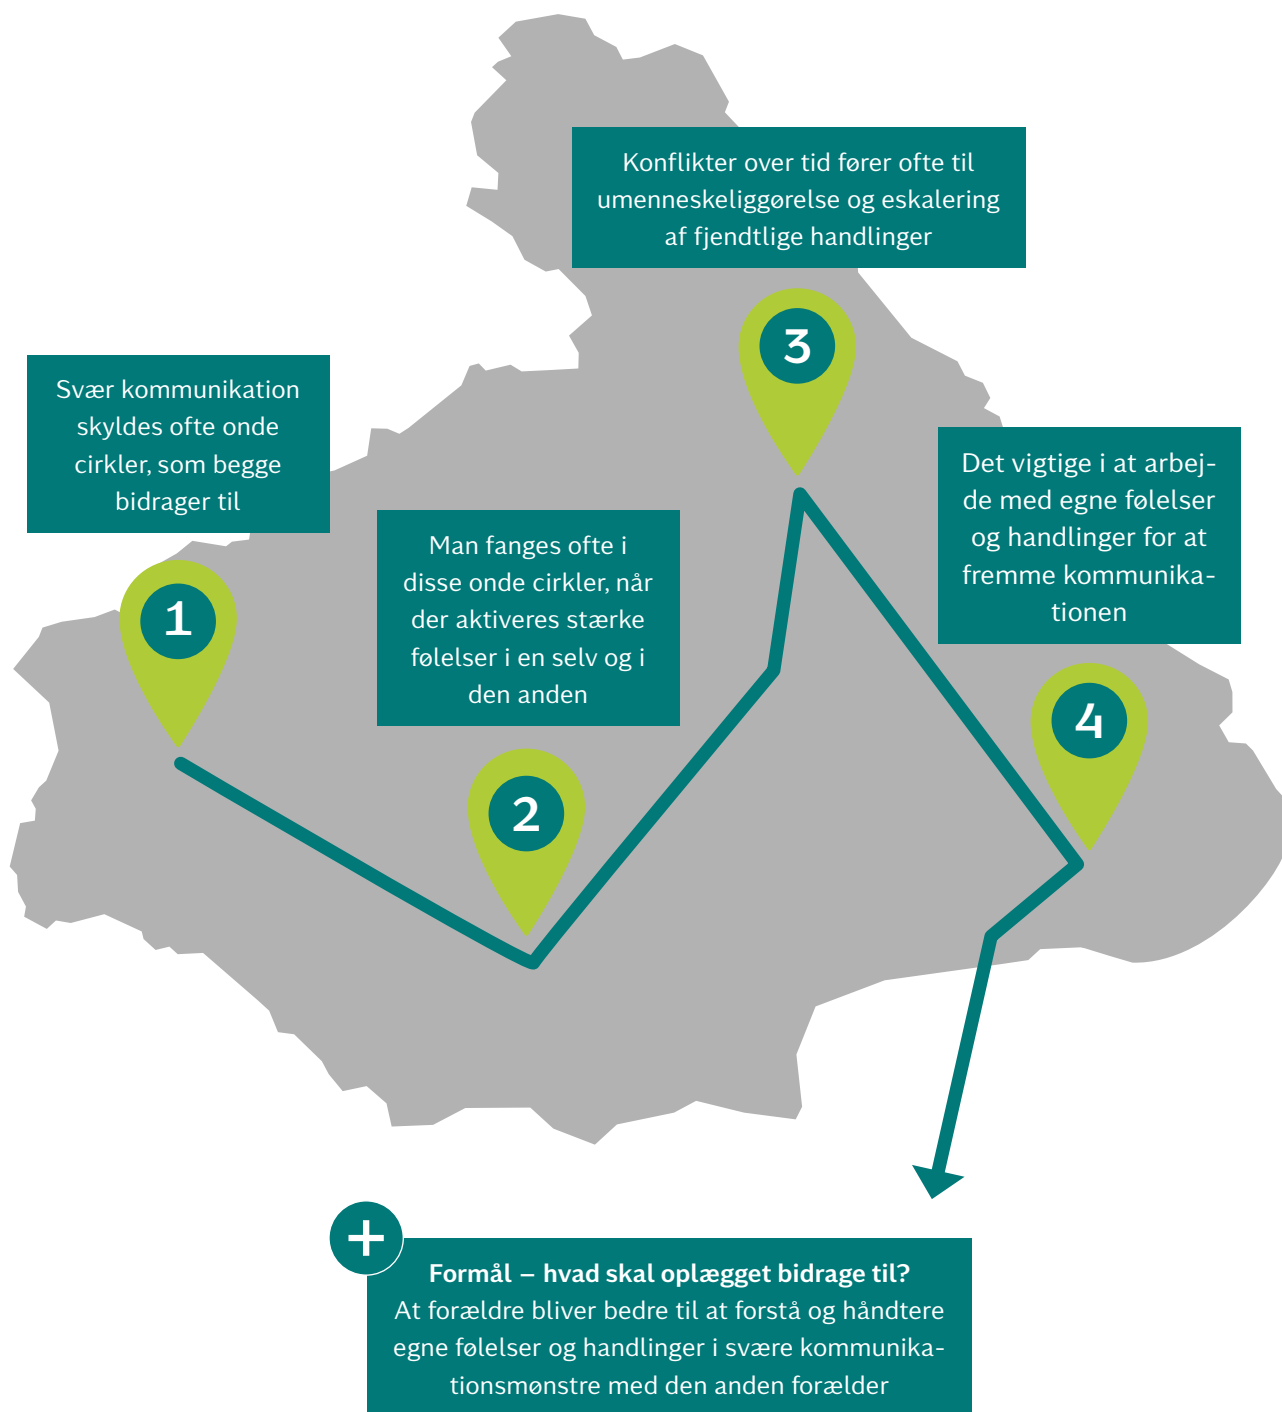 Konflikter over tid fører ofte til
umenneskeliggørelse og eskalering
af fjendtlige handlinger
3
Svær kommunikation
skyldes ofte onde
cirkler, som begge
bidrager til
1
Man fanges ofte i
disse onde cirkler, når
der aktiveres stærke
følelser i en selv og i
den anden
2
Det vigtige i at arbej-
de med egne følelser
og handlinger for at
fremme kommunika-
tionen
4
+
Formål – hvad skal oplægget bidrage til?
At forældre bliver bedre til at forstå og håndtere
egne følelser og handlinger i svære kommunika-
tionsmønstre med den anden forælder